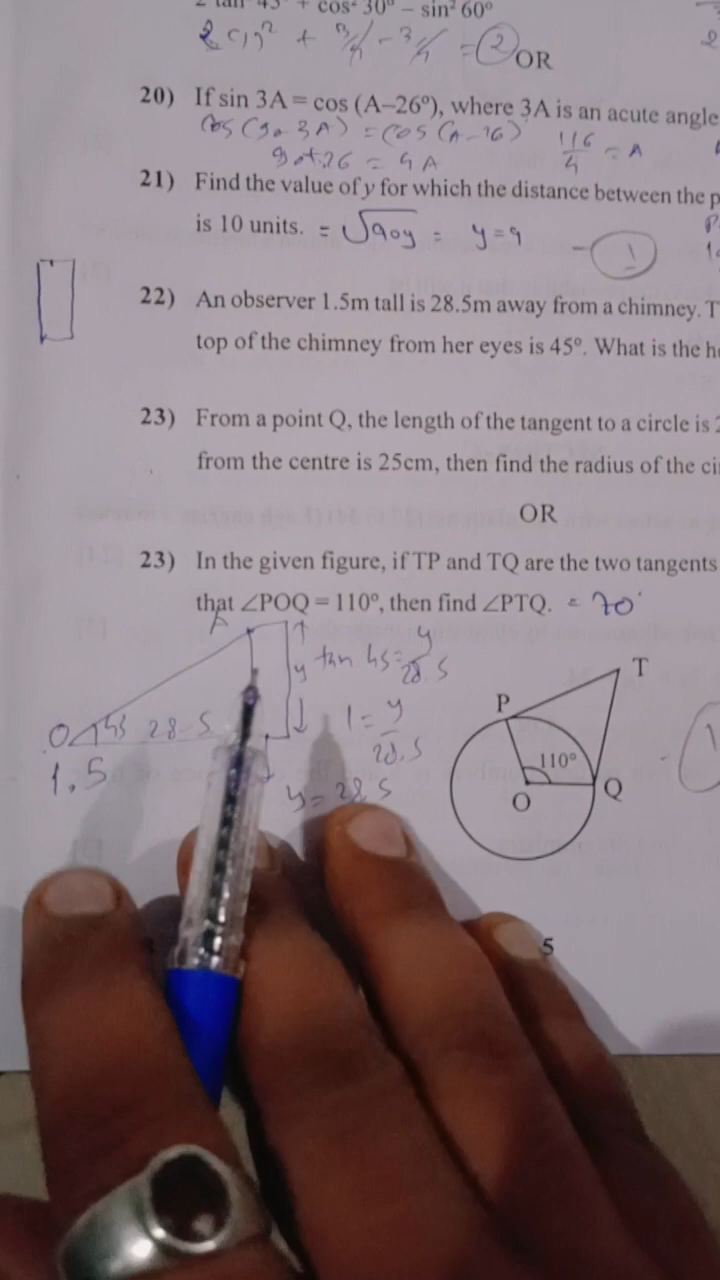 2 tan² 45° + cos² 30° – sin² 60°
2 (1)² + 3/4 - 3/4 = 2
OR
20) If sin 3A = cos (A–26°), where 3A is an acute angle
cos (90-3A) = cos (A-26) 116/4 = A
90+26 = 4A
21) Find the value of y for which the distance between the p
is 10 units. = √90y = y=9
1
22) An observer 1.5m tall is 28.5m away from a chimney. T
top of the chimney from her eyes is 45°. What is the he
23) From a point Q, the length of the tangent to a circle is 2
from the centre is 25cm, then find the radius of the ci
OR
23) In the given figure, if TP and TQ are the two tangents
that ∠POQ = 110°, then find ∠PTQ. = 70°
A
y tan 45 = y/28.5
45 28.5
1 = y/28.5
1.5
y = 28.5
T
P
110°
O
Q
1
5